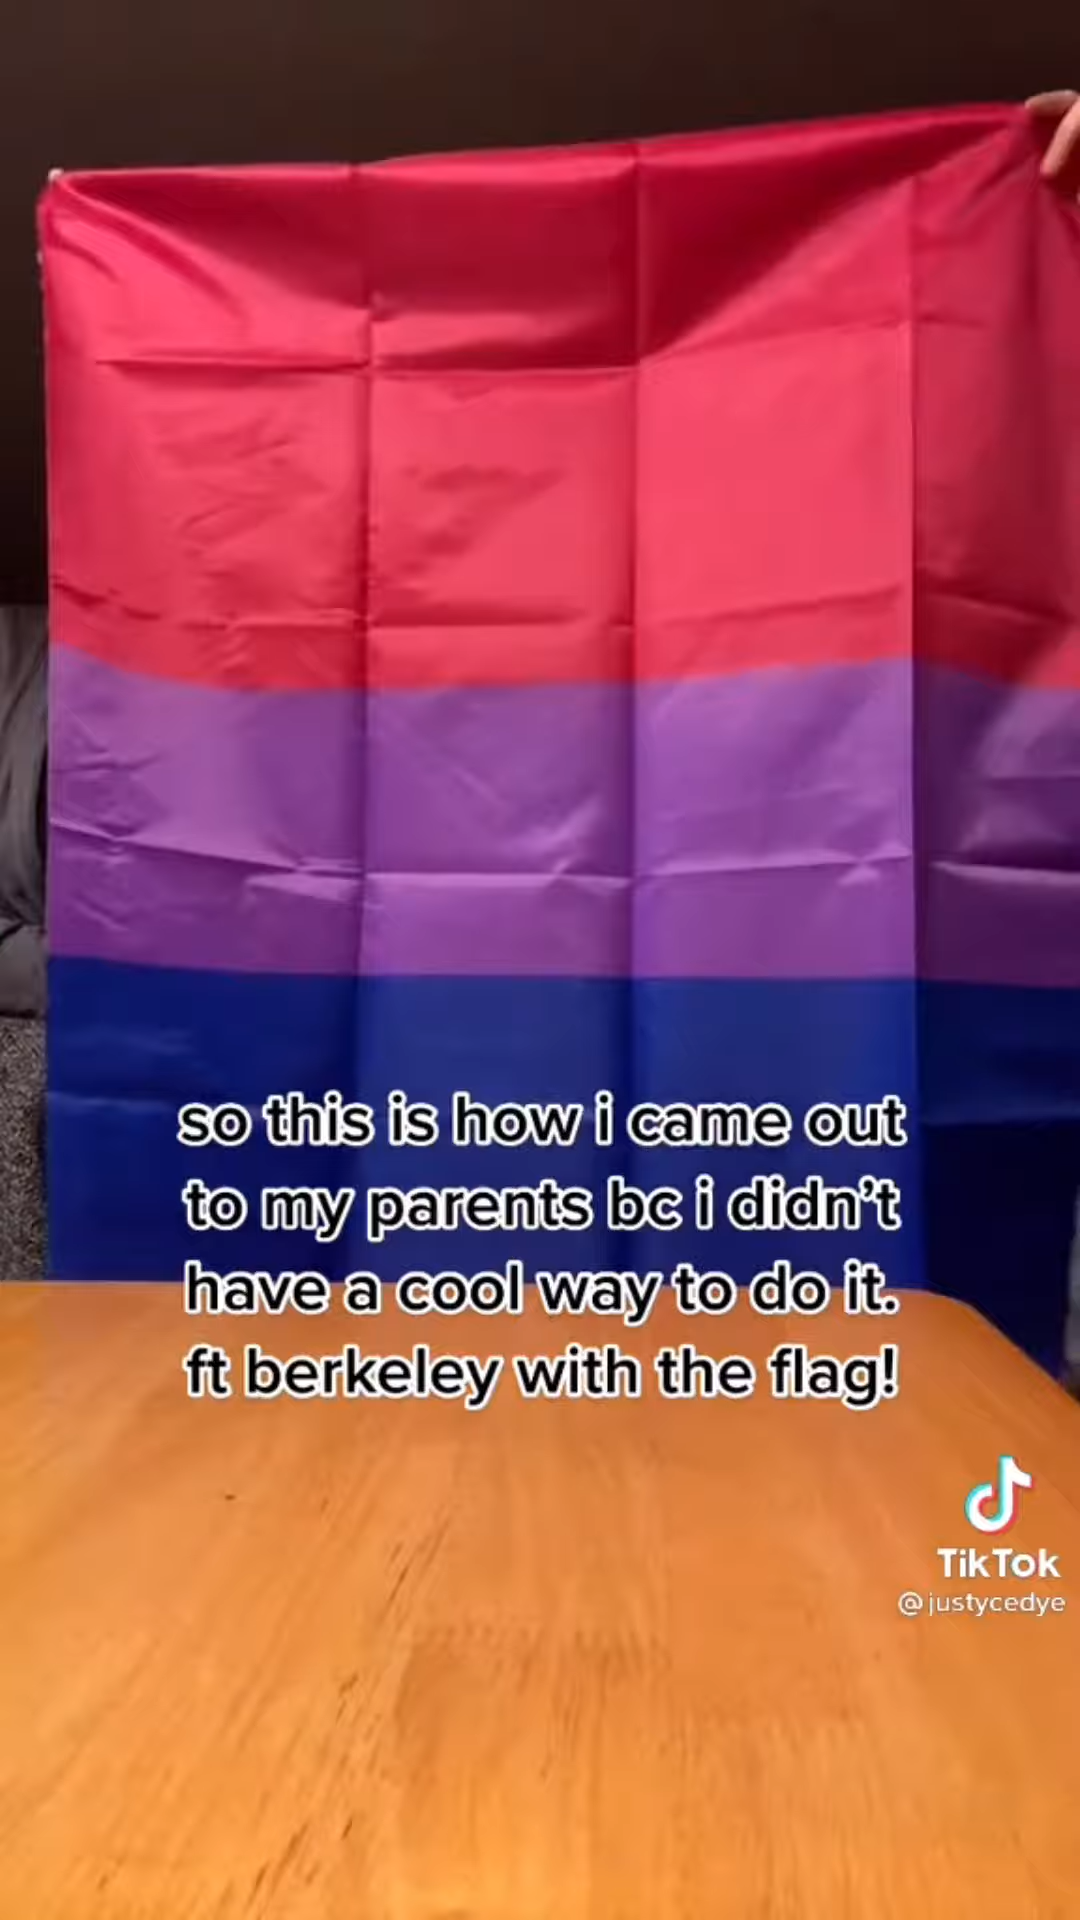 so this is how i came out
to my parents bc i didn't
have a cool way to do it.
ft berkeley with the flag!
TikTok
@justycedye